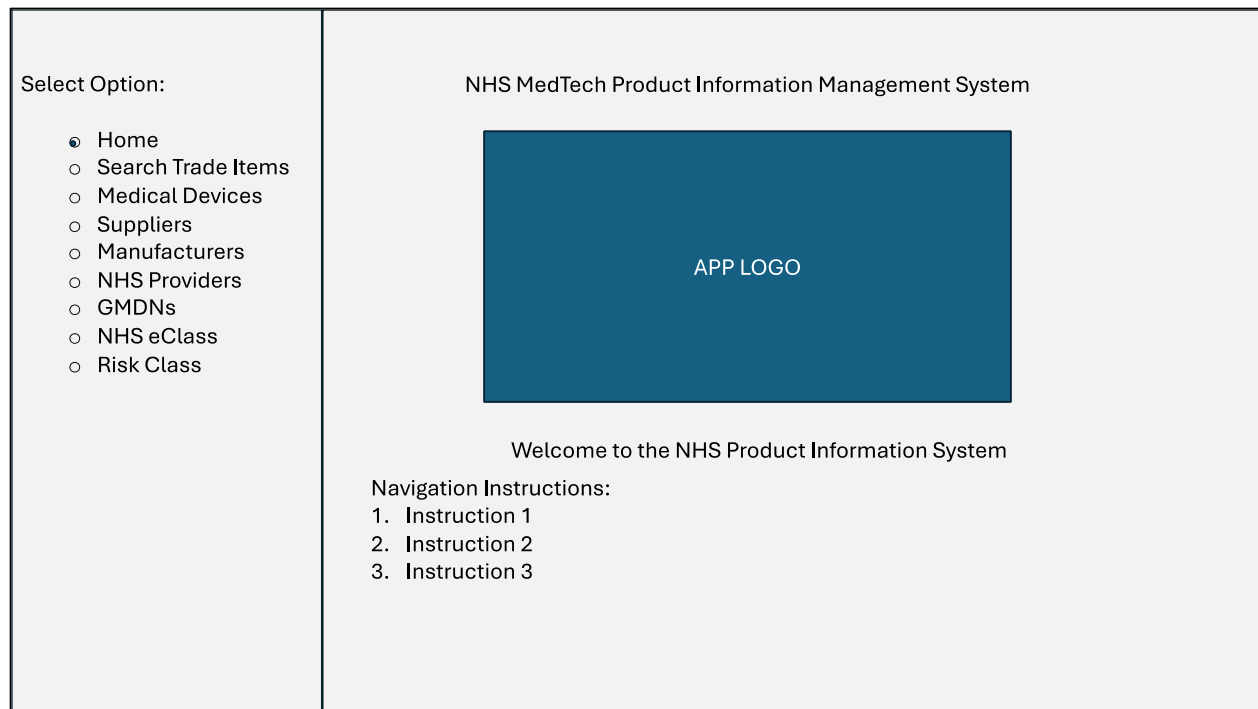 Select Option:
Home
Search Trade Items
Medical Devices
Suppliers
Manufacturers
NHS Providers
GMDNs
NHS eClass
Risk Class
NHS MedTech Product Information Management System
APP LOGO
Welcome to the NHS Product Information System
Navigation Instructions:
1. Instruction 1
2. Instruction 2
3. Instruction 3